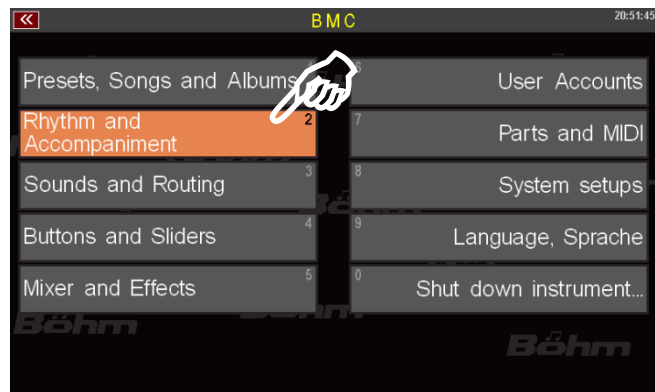 BMC
20:51:45
Presets, Songs and Albums
User Accounts
Rhythm and
Accompaniment
2
7
Parts and MIDI
Sounds and Routing
3
8
System setups
Buttons and Sliders
4
9
Language, Sprache
Mixer and Effects
5
0
Shut down instrument...
Böhm
Böhm